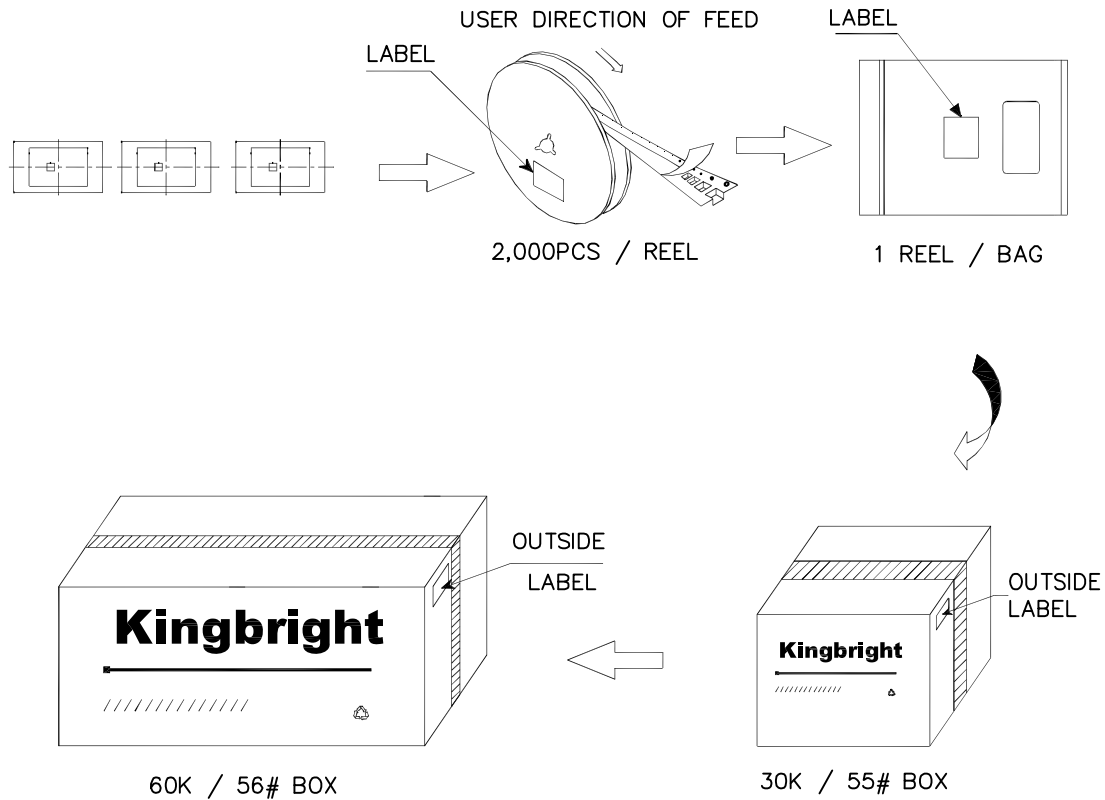 USER DIRECTION OF FEED
LABEL
LABEL
2,000PCS / REEL
1 REEL / BAG
OUTSIDE
LABEL
Kingbright
60K / 56# BOX
OUTSIDE
LABEL
Kingbright
30K / 55# BOX